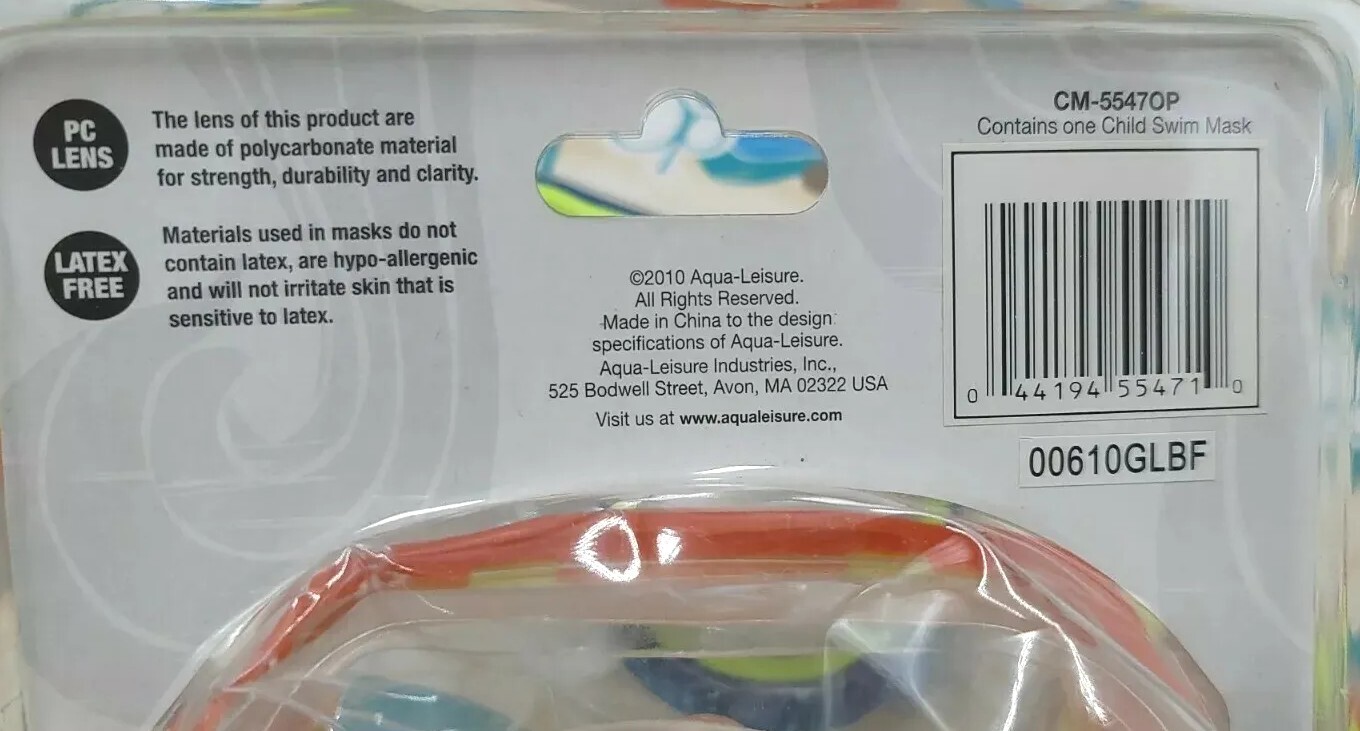 PC
LENS
The lens of this product are
made of polycarbonate material
for strength, durability and clarity.
LATEX
FREE
Materials used in masks do not
contain latex, are hypo-allergenic
and will not irritate skin that is
sensitive to latex.
©2010 Aqua-Leisure.
All Rights Reserved.
Made in China to the design
specifications of Aqua-Leisure.
Aqua-Leisure Industries, Inc.,
525 Bodwell Street, Avon, MA 02322 USA
Visit us at www.aqualeisure.com
CM-5547OP
Contains one Child Swim Mask
0 44194 55471 0
00610GLBF